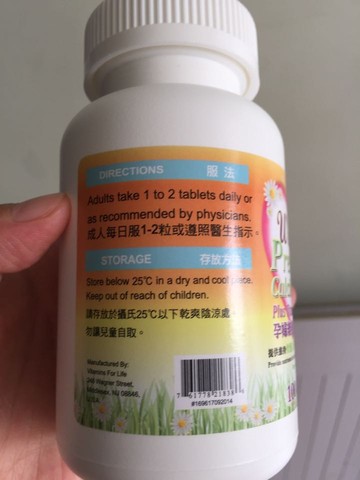 DIRECTIONS 服法
Adults take 1 to 2 tablets daily or
as recommended by physicians.
成人每日服1-2粒或遵照醫生指示。
STORAGE 存放方法
Store below 25℃ in a dry and cool piece.
Keep out of reach of children.
請存放於攝氏25℃以下乾爽陰涼處。
勿讓兒童自取。
Manufactured By:
Vitamins For Life
Street,
NJ 08846,
U.S.A.
#169617092014